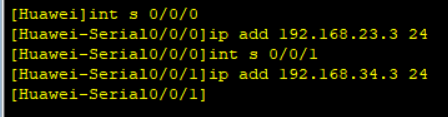 [Huawei]int s 0/0/0
[Huawei-Serial0/0/0]ip add 192.168.23.3 24
[Huawei-Serial0/0/0]int s 0/0/1
[Huawei-Serial0/0/1]ip add 192.168.34.3 24
[Huawei-Serial0/0/1]